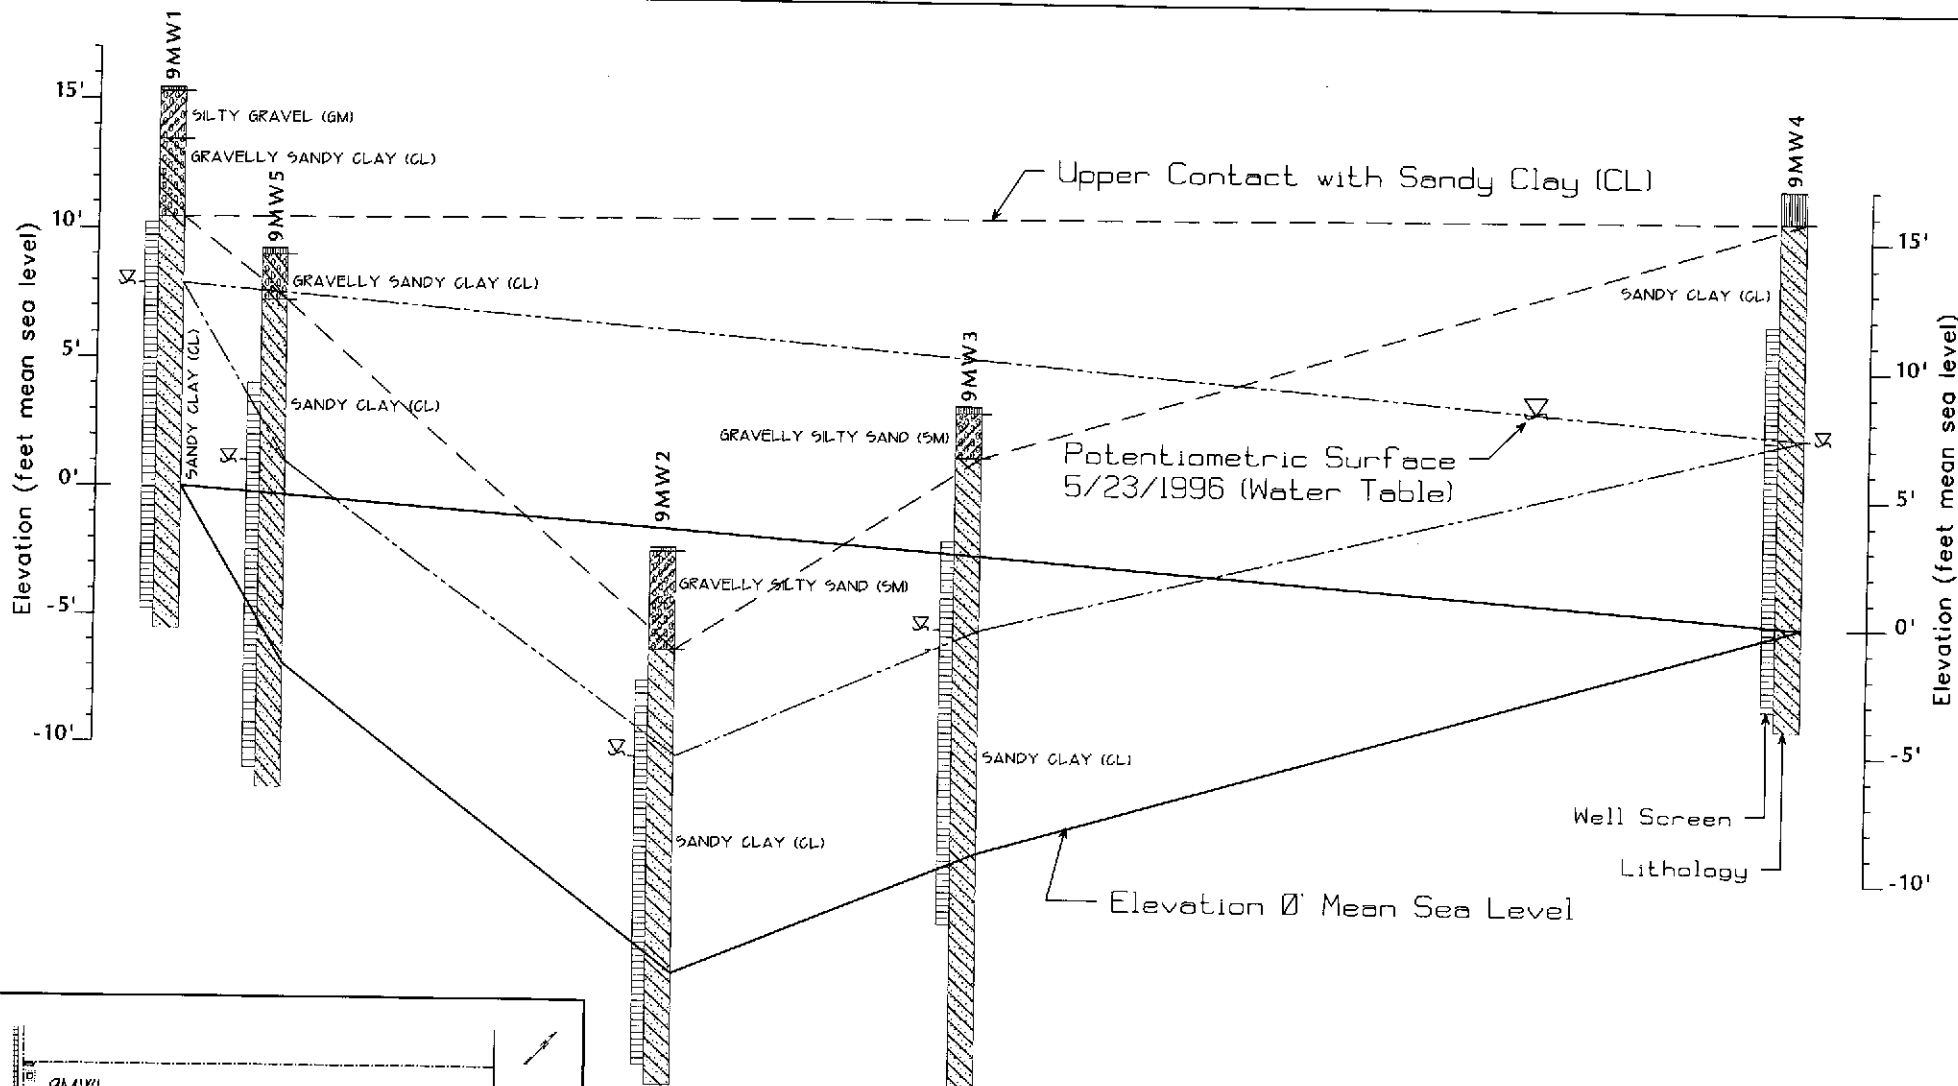 9MW1
15'
SILTY GRAVEL (GM)
GRAVELLY SANDY CLAY (CL)
9MW5
9MW4
Upper Contact with Sandy Clay (CL)
10'
15'
GRAVELLY SANDY CLAY (CL)
SANDY CLAY (CL)
Elevation (feet mean sea level)
5'
SANDY CLAY (CL)
SANDY CLAY (CL)
9MW3
10'
GRAVELLY SILTY SAND (SM)
Potentiometric Surface
5/23/1996 (Water Table)
0'
9MW2
5'
Elevation (feet mean sea level)
GRAVELLY SILTY SAND (SM)
-5'
0'
-10'
SANDY CLAY (CL)
-5'
Well Screen
SANDY CLAY (CL)
Lithology
-10'
Elevation 0' Mean Sea Level
9MW1